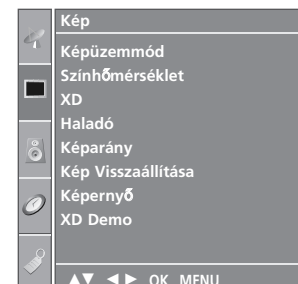 Kép
Képüzemmód
Színhőmérséklet
XD
Haladó
Képarány
Kép Visszaállítása
Képernyő
XD Demo
▲▼ ◄► OK MENU